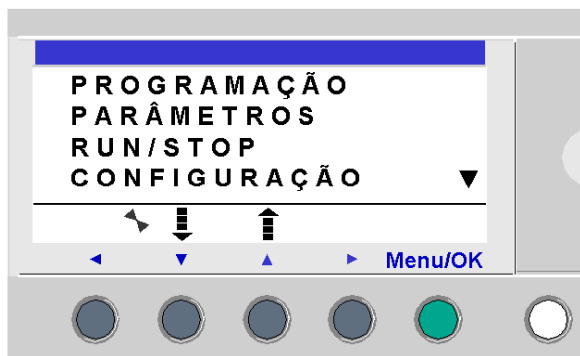 PROGRAMAÇÃO
PARÂMETROS
RUN/STOP
CONFIGURAÇÃO
Menu/OK